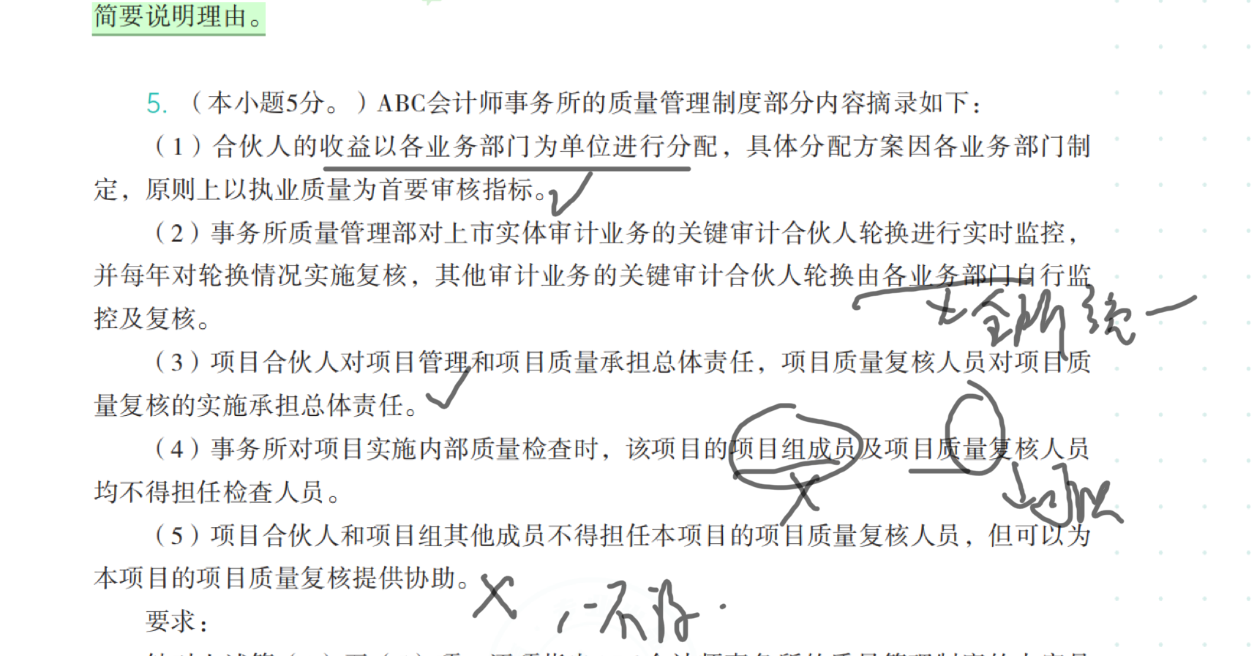 简要说明理由。
5.（本小题5分。）ABC会计师事务所的质量管理制度部分内容摘录如下：
（1）合伙人的收益以各业务部门为单位进行分配，具体分配方案因各业务部门制
定，原则上以执业质量为首要审核指标。✓
（2）事务所质量管理部对上市实体审计业务的关键审计合伙人轮换进行实时监控，
并每年对轮换情况实施复核，其他审计业务的关键审计合伙人轮换由各业务部门自行监
全所统一
控及复核。
（3）项目合伙人对项目管理和项目质量承担总体责任，项目质量复核人员对项目质
量复核的实施承担总体责任。✓
（4）事务所对项目实施内部质量检查时，该项目的项目组成员及项目质量复核人员
均不得担任检查人员。
× 可以
（5）项目合伙人和项目组其他成员不得担任本项目的项目质量复核人员，但可以为
本项目的项目质量复核提供协助。
× 不得
要求：